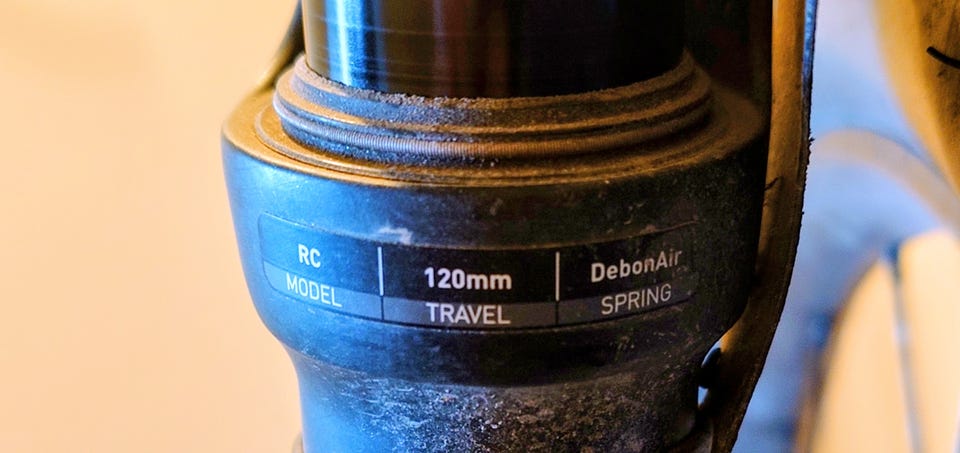 RC 120mm DebonAir
MODEL TRAVEL SPRING